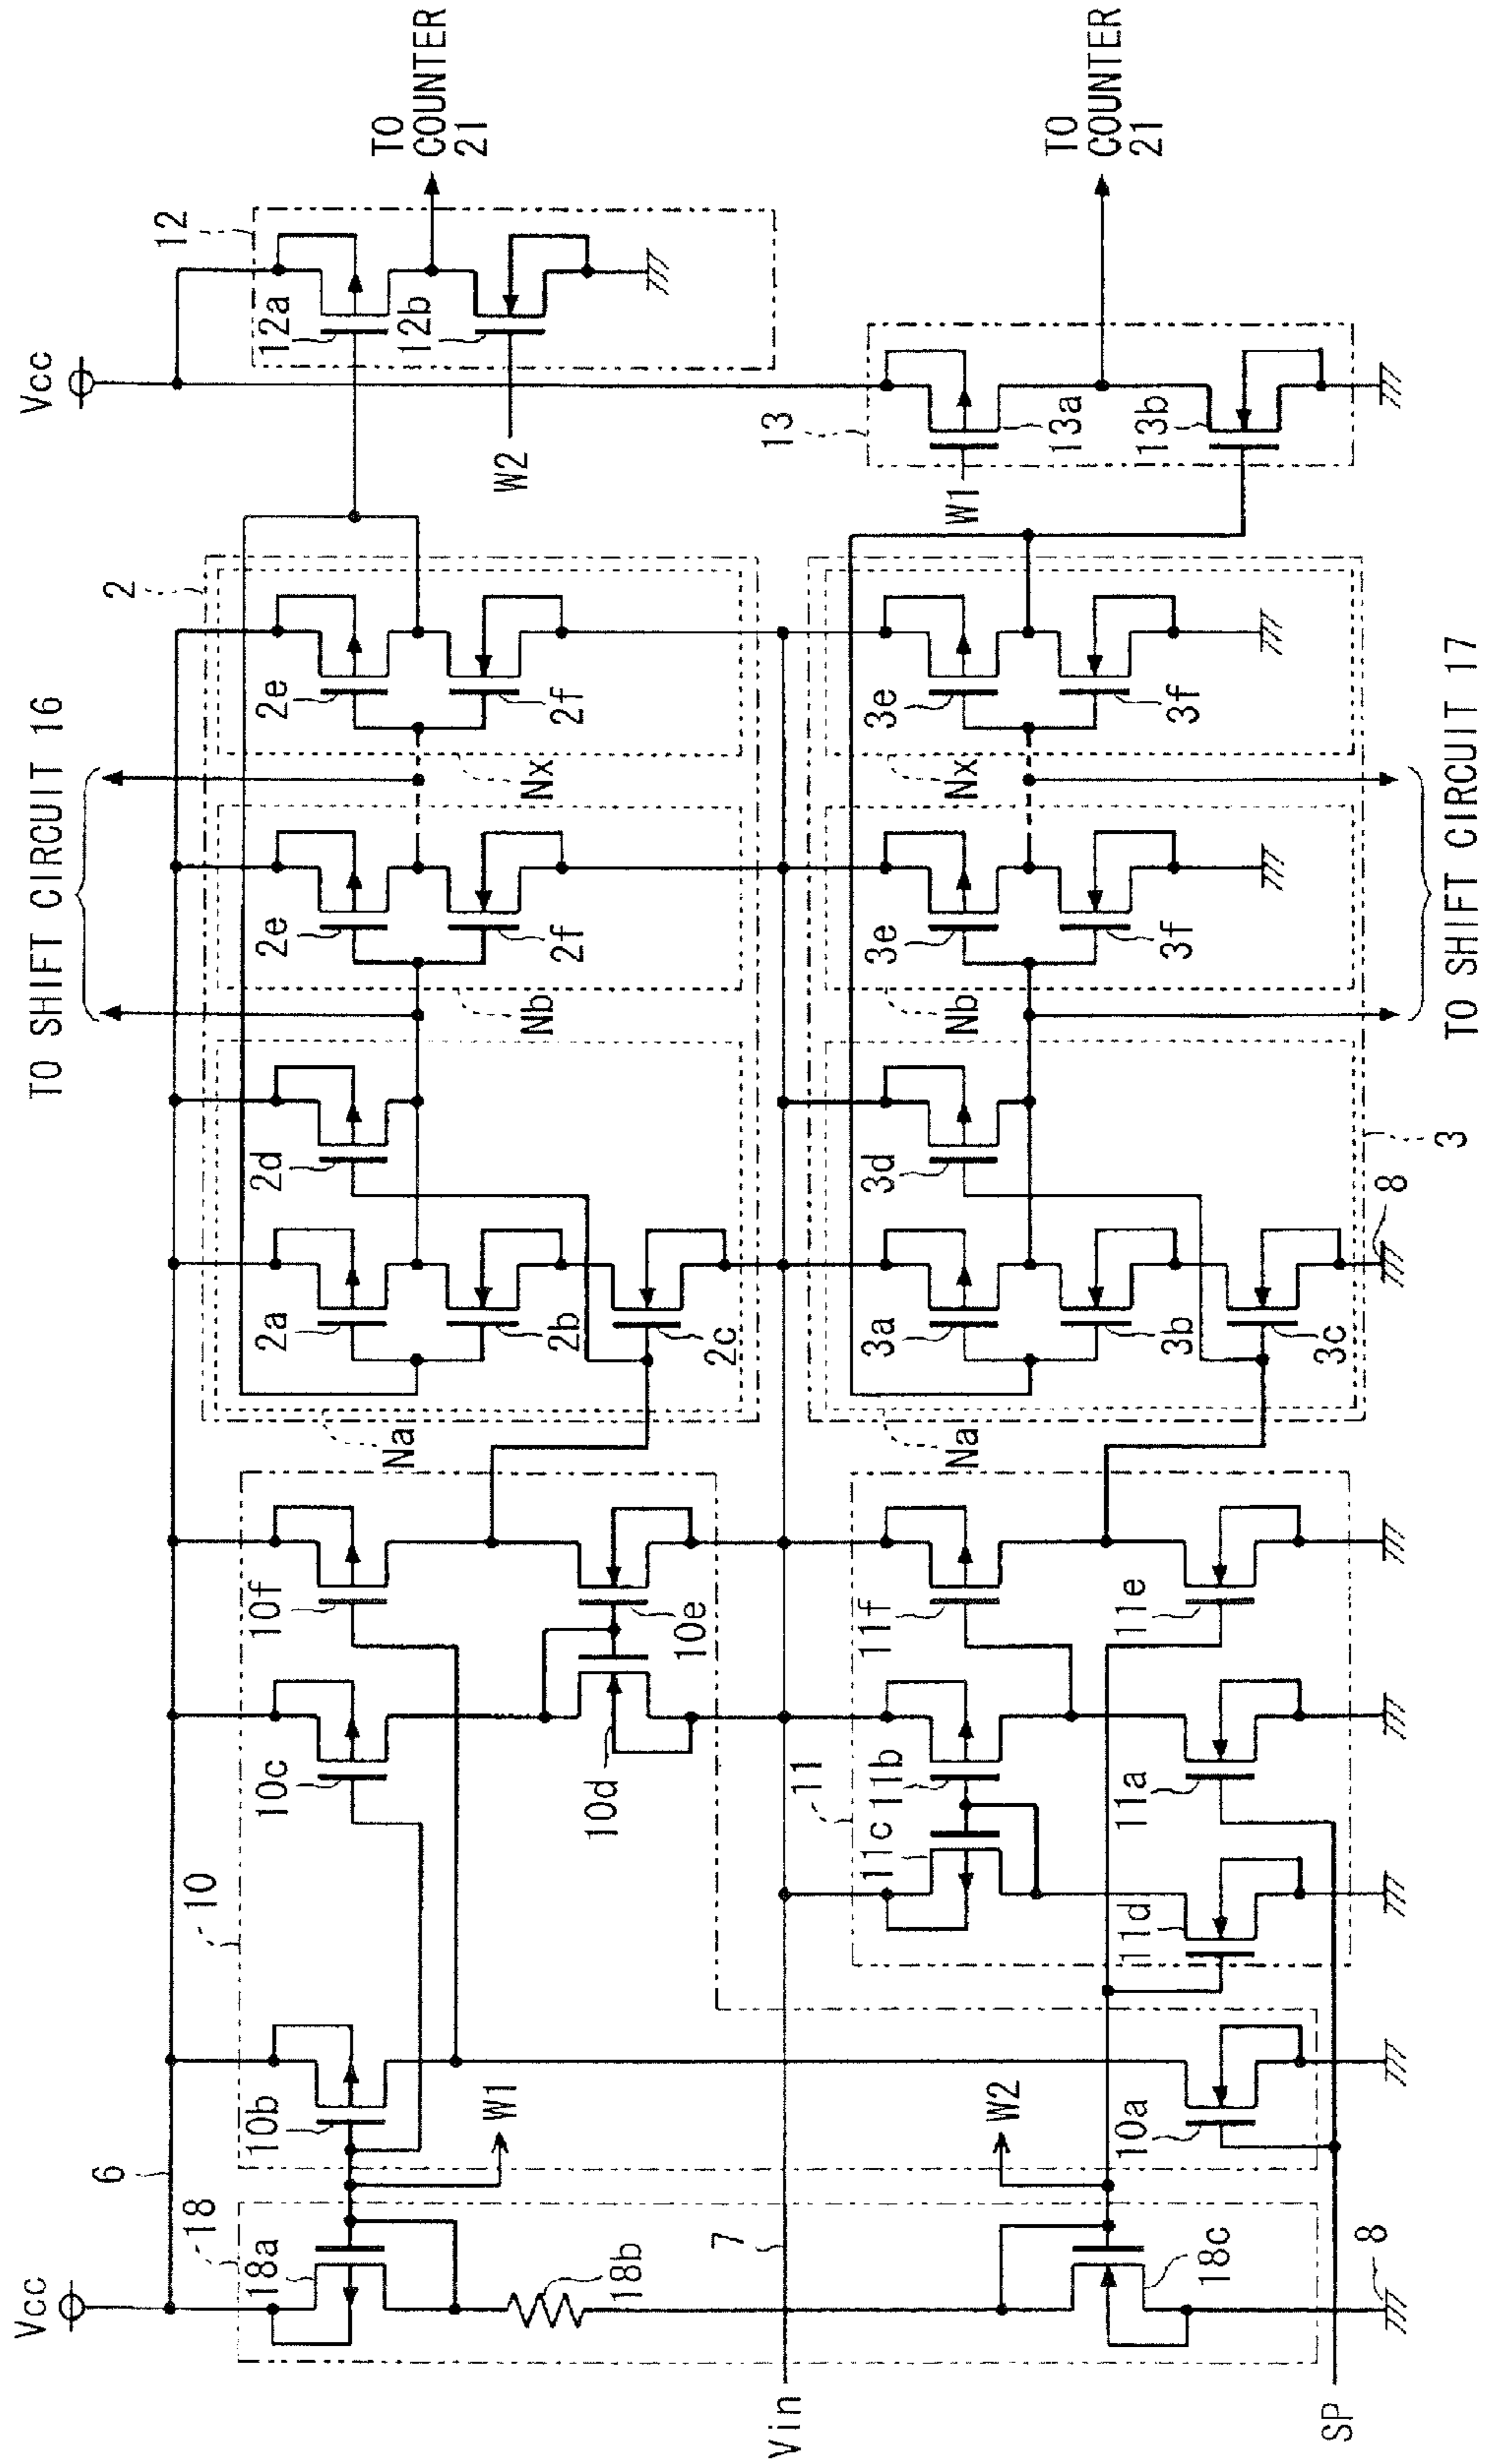 Vcc
6
18
18a
18b
18c
8
W1
W2
10
10b
10a
10c
10f
10d
10e
7
Vin
SP
11
11c
11b
11d
11a
11f
11e
Na
2a
2b
2c
2d
Na
3a
3b
3c
3d
8
3
TO SHIFT CIRCUIT 16
Nb
2e
2f
Nx
2e
2f
2
TO SHIFT CIRCUIT 17
Nb
3e
3f
Nx
3e
3f
Vcc
12
12a
12b
W2
TO
COUNTER
21
13
13a
13b
W1
TO
COUNTER
21